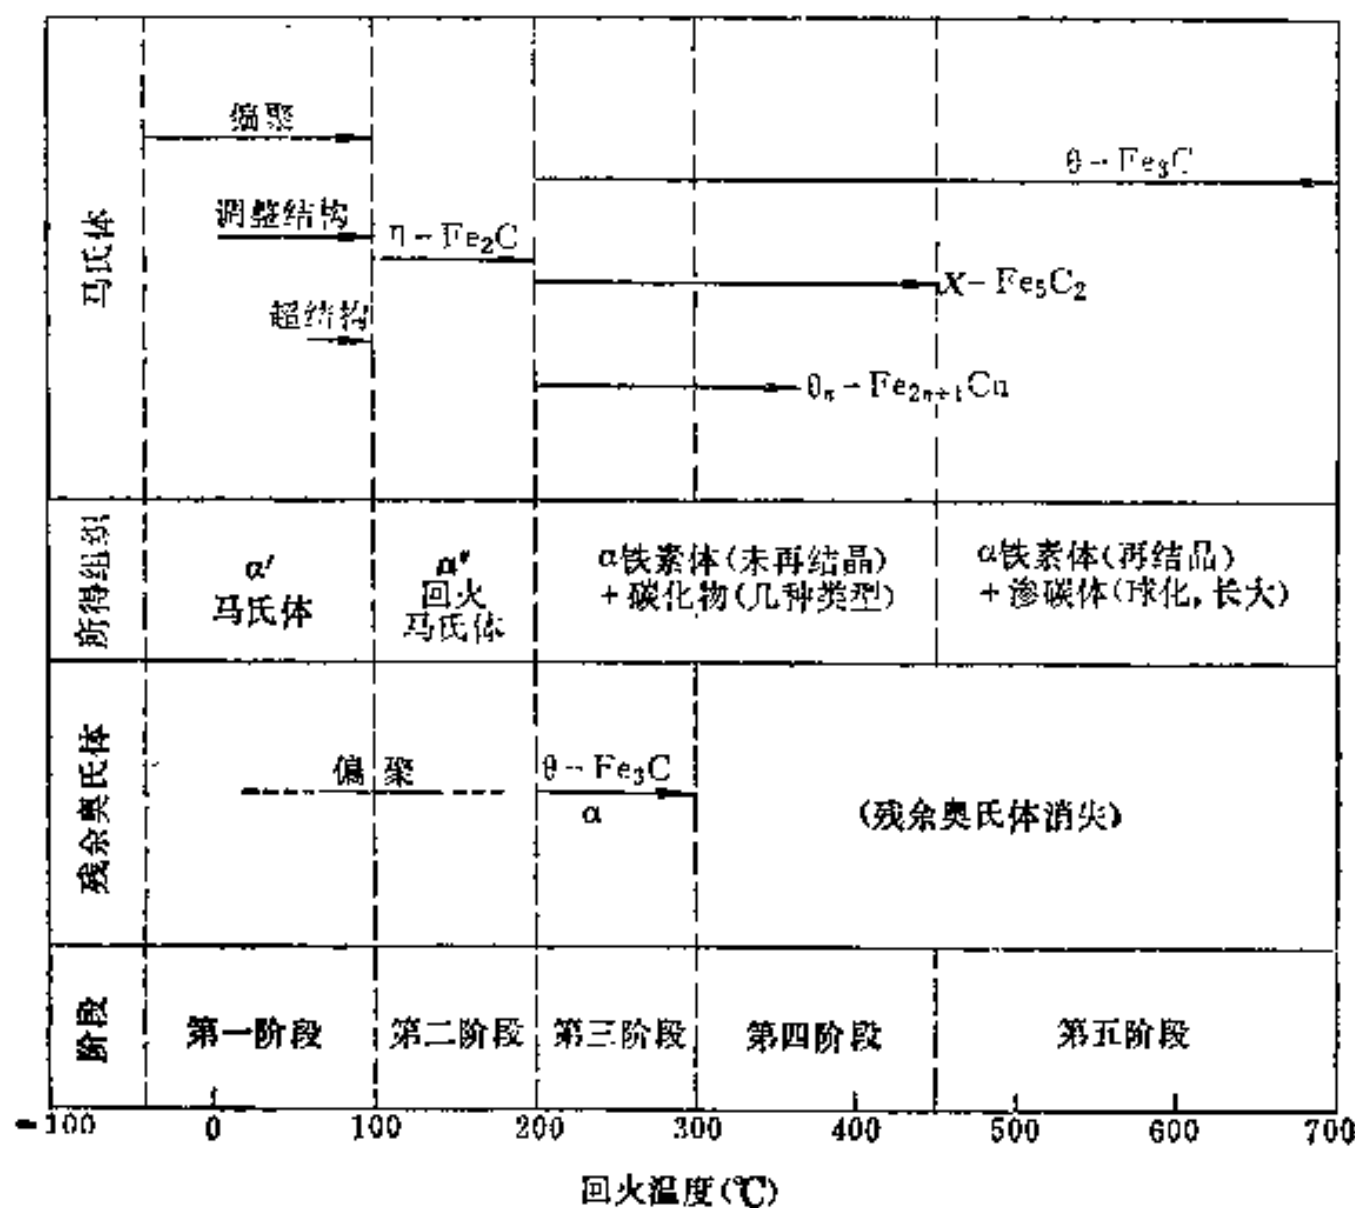 马氏体
偏聚
调整结构
超结构
η-Fe₂C
θ-Fe₃C
X-Fe₅C₂
θₙ-Fe₂ₙ₊₁Cn
所得组织
α′
马氏体
α″
回火
马氏体
α铁素体(未再结晶)
+碳化物(几种类型)
α铁素体(再结晶)
+渗碳体(球化,长大)
残余奥氏体
偏聚
θ-Fe₃C
α
(残余奥氏体消失)
阶段
第一阶段
第二阶段
第三阶段
第四阶段
第五阶段
-100 0 100 200 300 400 500 600 700
回火温度(℃)